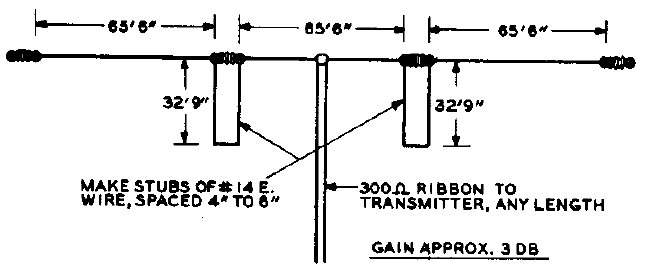 65'6" 65'6" 65'6"
32'9" 32'9"
MAKE STUBS OF #14 E.
WIRE, SPACED 4" TO 6"
300Ω RIBBON TO
TRANSMITTER, ANY LENGTH
GAIN APPROX. 3 DB